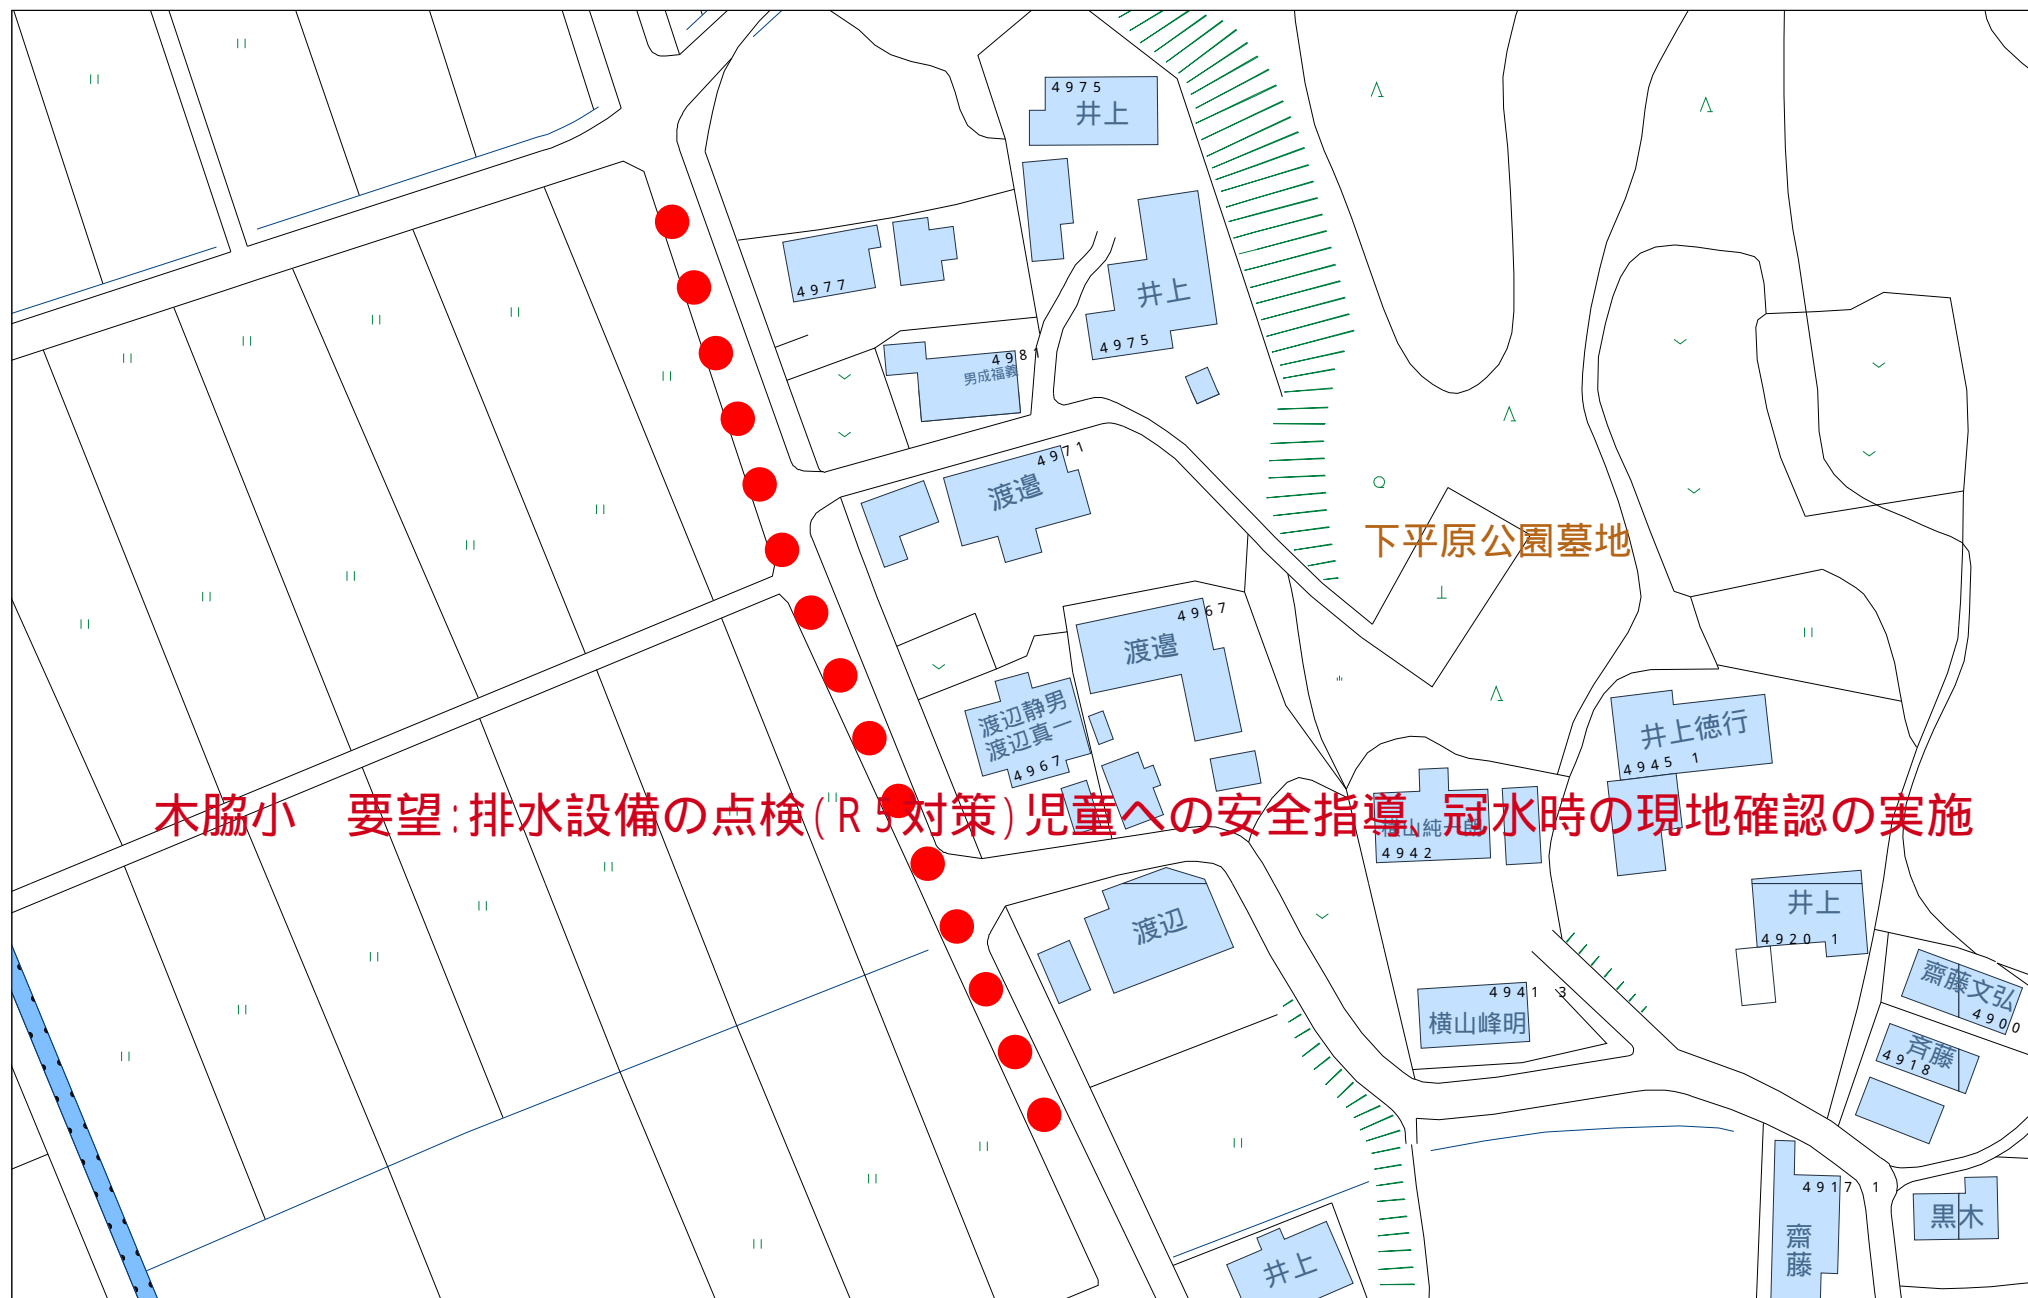 4975
井上
4977
井上
4975
4981
男成福義
4971
渡邉
下平原公園墓地
4967
渡邉
渡辺静男
渡辺真一
4967
井上徳行
4945 1
木脇小　要望:排水設備の点検(R5対策)児童への安全指導、冠水時の現地確認の実施
横山純一郎
4942
渡辺
井上
4920 1
齋藤文弘
4900
4941 3
横山峰明
斉藤
4918
4917 1
齋藤
黒木
井上